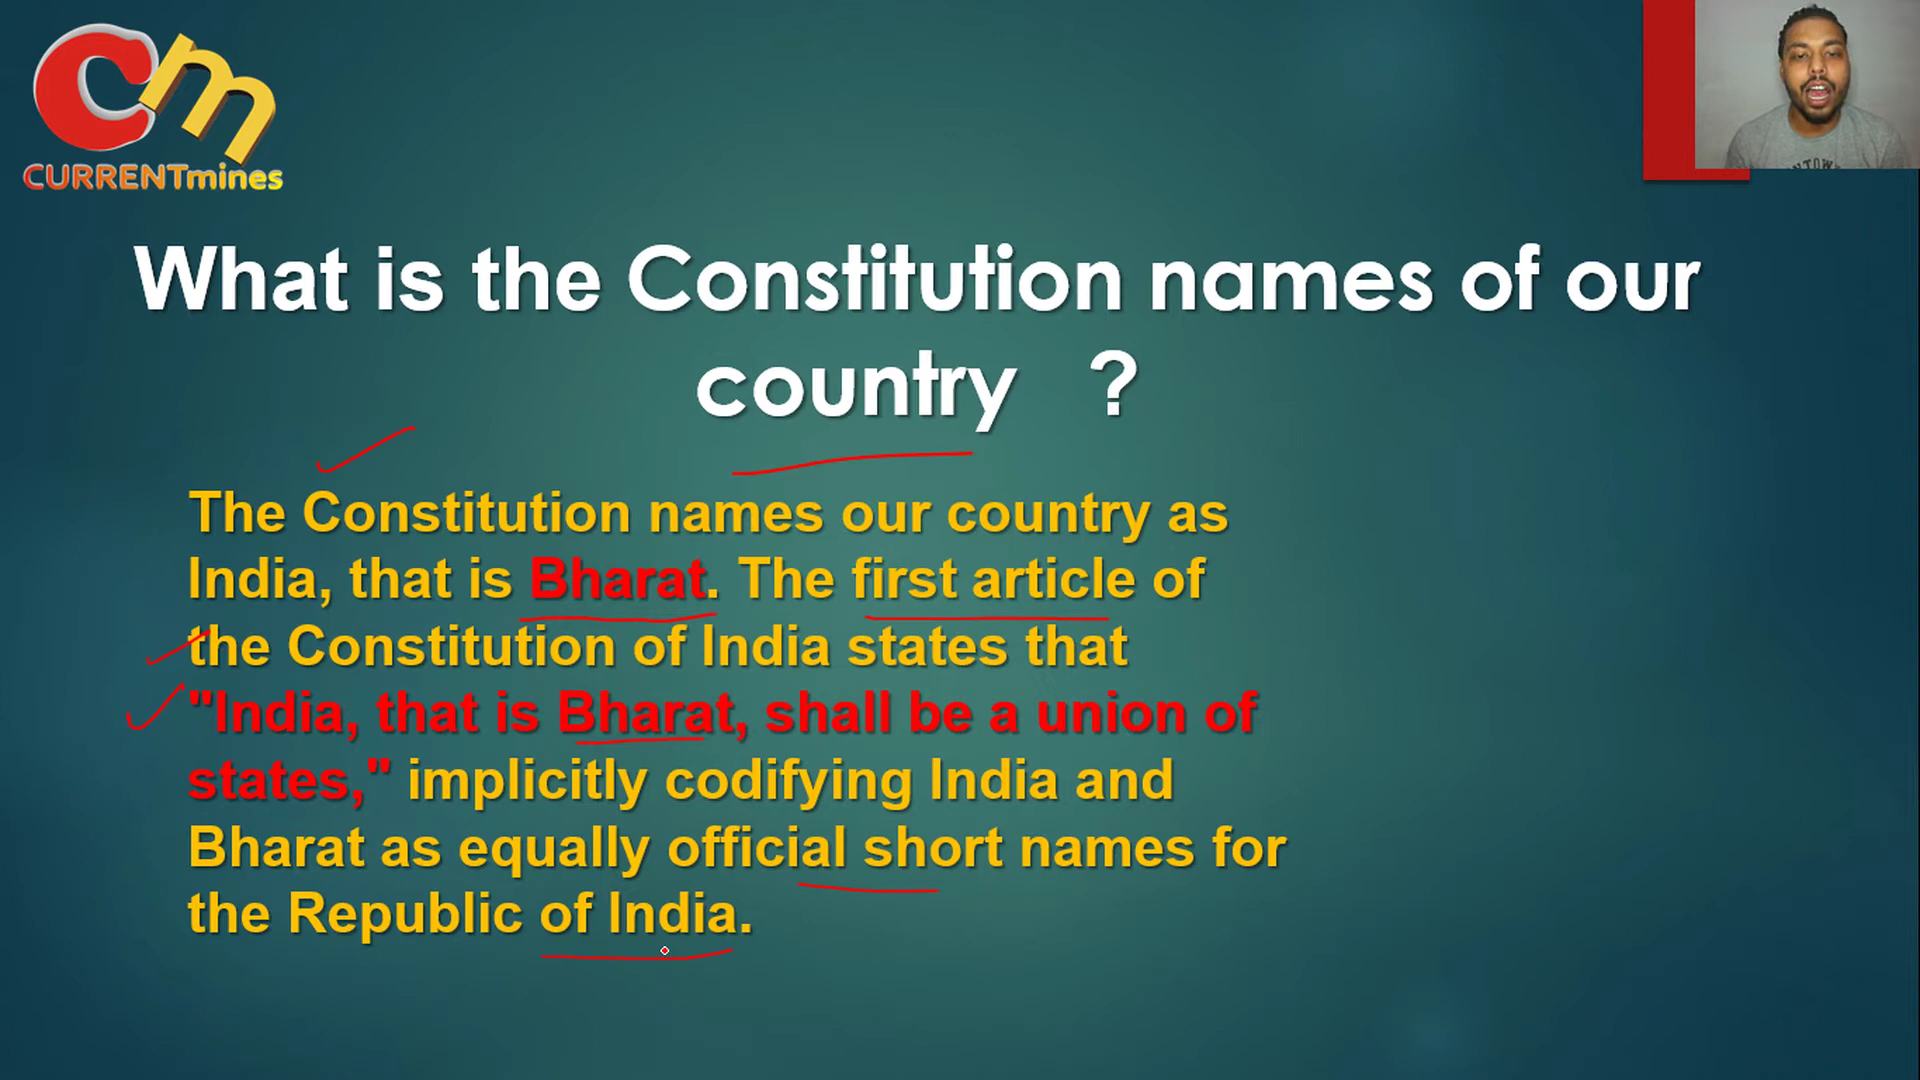 cm
CURRENTmines
What is the Constitution names of our
country ?
The Constitution names our country as
India, that is Bharat. The first article of
the Constitution of India states that
"India, that is Bharat, shall be a union of
states," implicitly codifying India and
Bharat as equally official short names for
the Republic of India.